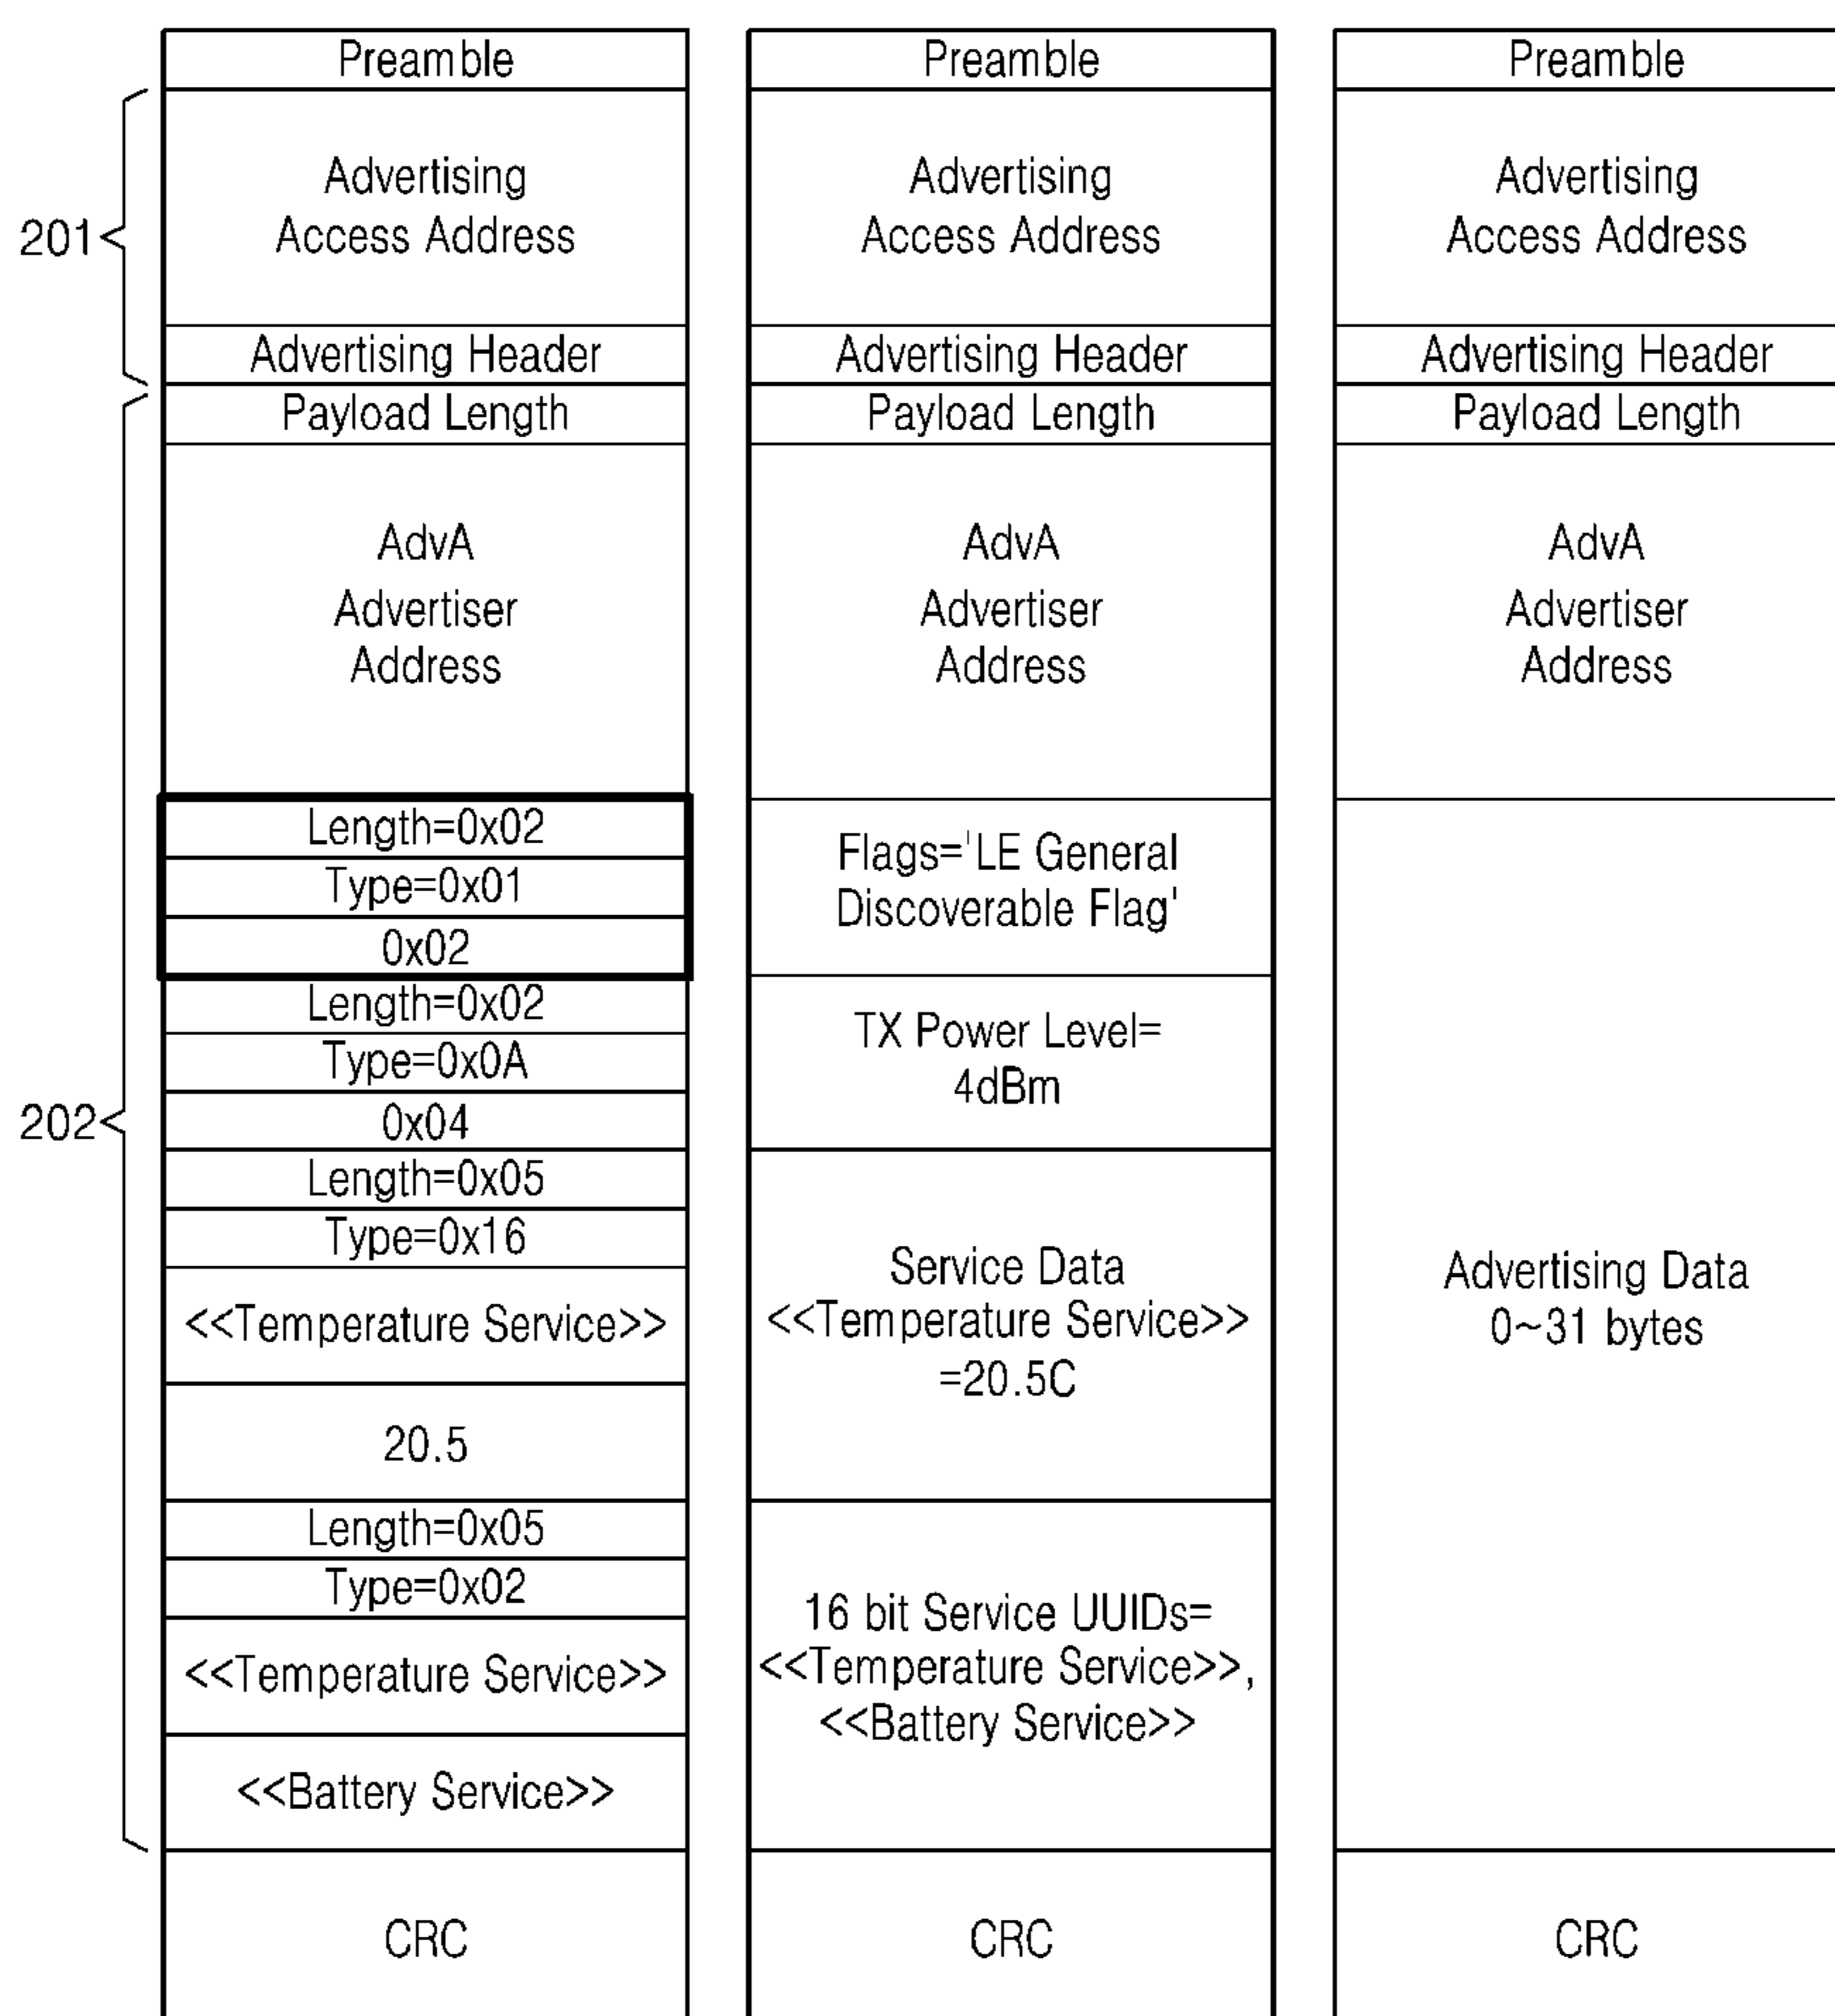 Preamble
Advertising
Access Address
Advertising Header
Payload Length
AdvA
Advertiser
Address
Length=0x02
Type=0x01
0x02
Length=0x02
Type=0x0A
0x04
Length=0x05
Type=0x16
<<Temperature Service>>
20.5
Length=0x05
Type=0x02
<<Temperature Service>>
<<Battery Service>>
CRC
201
202
Preamble
Advertising
Access Address
Advertising Header
Payload Length
AdvA
Advertiser
Address
Flags='LE General
Discoverable Flag'
TX Power Level=
4dBm
Service Data
<<Temperature Service>>
=20.5C
16 bit Service UUIDs=
<<Temperature Service>>,
<<Battery Service>>
CRC
Preamble
Advertising
Access Address
Advertising Header
Payload Length
AdvA
Advertiser
Address
Advertising Data
0~31 bytes
CRC